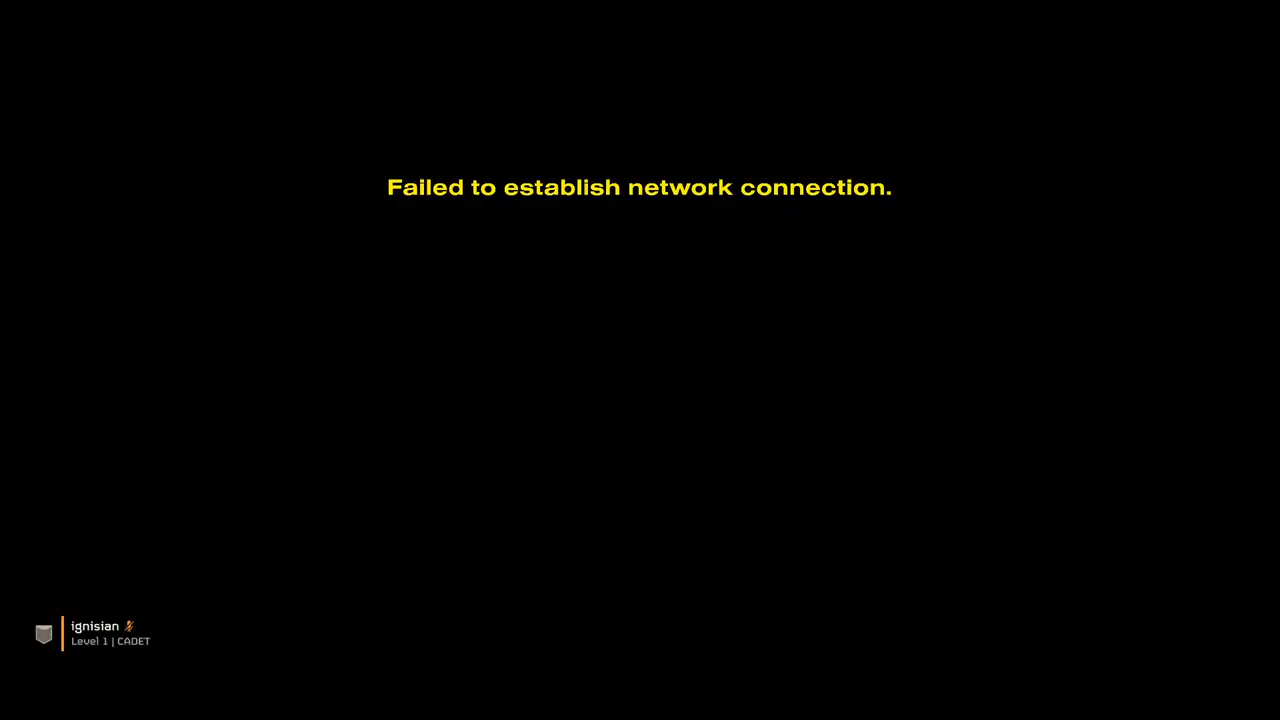 Failed to establish network connection.
ignisian
Level 1 | CADET